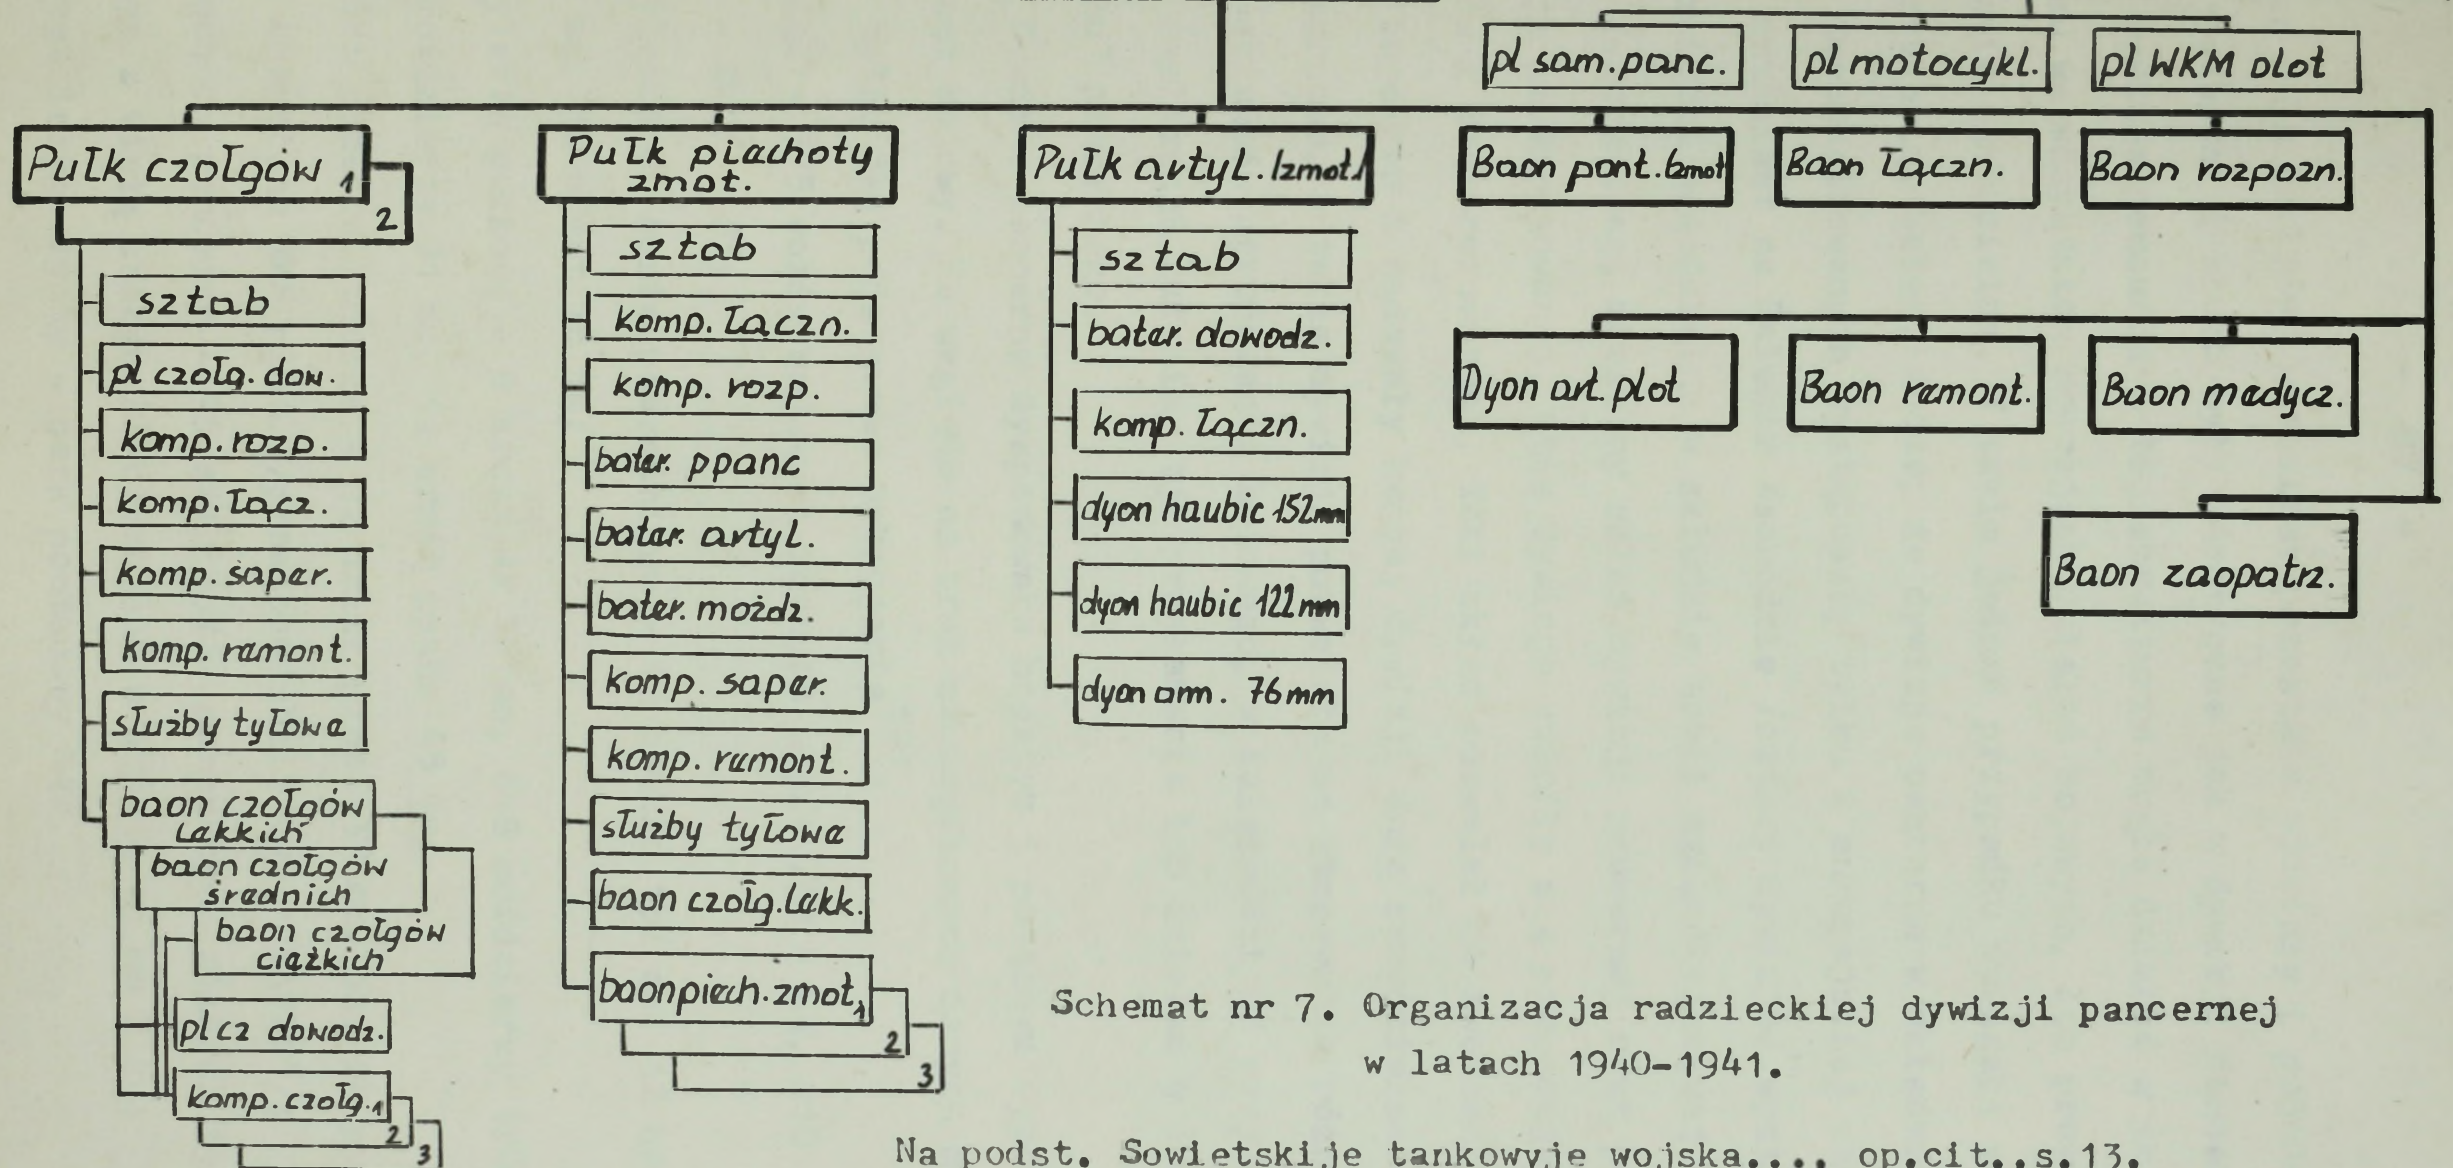 pl sam.panc.
pl motocykl.
pl WKM plot
Pułk czołgów 1
2
sztab
pl czołg. dow.
komp. rozp.
komp. łącz.
komp. saper.
komp. remont.
służby tyłowe
baon czołgów
lekkich
baon czołgów
średnich
baon czołgów
ciężkich
pl cz dowodz.
komp. czołg. 1
2
3
Pułk piechoty
zmot.
sztab
komp. łączn.
komp. rozp.
bater. ppanc
bater. artyl.
bater. moździ.
komp. saper.
komp. remont.
służby tyłowe
baon czołg. lekk.
baon piech. zmot. 1
2
3
Pułk artyl. /zmot./
sztab
bater. dowodz.
komp. łączn.
dyon haubic 152mm
dyon haubic 122mm
dyon arm. 76mm
Baon pont. /zmot
Baon łączn.
Baon rozpozn.
Dyon art. plot
Baon remont.
Baon medycz.
Baon zaopatrz.
Schemat nr 7. Organizacja radzieckiej dywizji pancernej
w latach 1940-1941.
Na podst. Sowietskije tankowyje wojska.... op.cit..s.13.